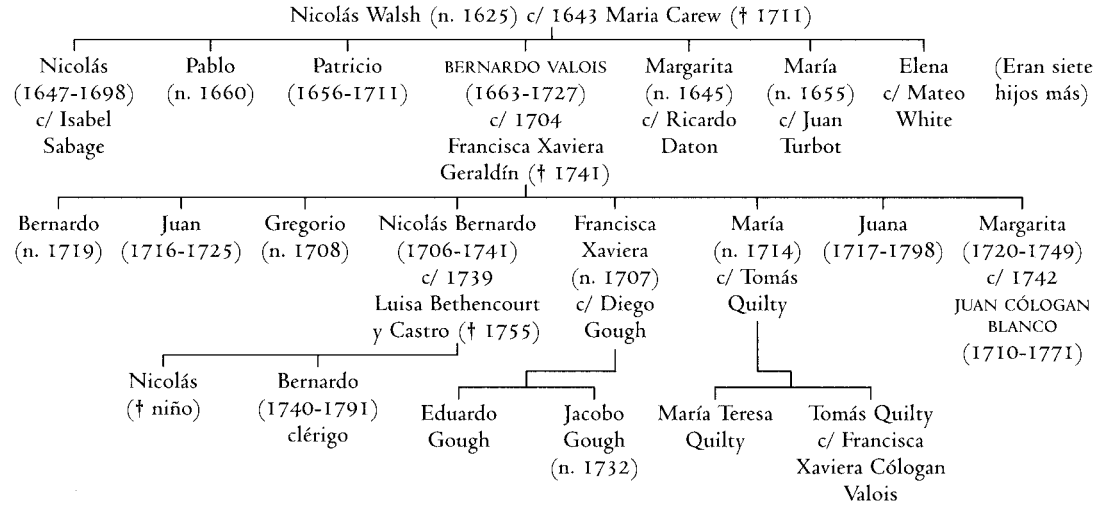 Nicolás Walsh (n. 1625) c/ 1643 Maria Carew († 1711)
Nicolás
(1647-1698)
c/ Isabel
Sabage
Pablo
(n. 1660)
Patricio
(1656-1711)
BERNARDO VALOIS
(1663-1727)
c/ 1704
Francisca Xaviera
Geraldín († 1741)
Margarita
(n. 1645)
c/ Ricardo
Daton
María
(n. 1655)
c/ Juan
Turbot
Elena
c/ Mateo
White
(Eran siete
hijos más)
Bernardo
(n. 1719)
Juan
(1716-1725)
Gregorio
(n. 1708)
Nicolás Bernardo
(1706-1741)
c/ 1739
Luisa Bethencourt
y Castro († 1755)
Francisca
Xaviera
(n. 1707)
c/ Diego
Gough
María
(n. 1714)
c/ Tomás
Quilty
Juana
(1717-1798)
Margarita
(1720-1749)
c/ 1742
JUAN CÓLOGAN
BLANCO
(1710-1771)
Nicolás
(† niño)
Bernardo
(1740-1791)
clérigo
Eduardo
Gough
Jacobo
Gough
(n. 1732)
María Teresa
Quilty
Tomás Quilty
c/ Francisca
Xaviera Cólogan
Valois